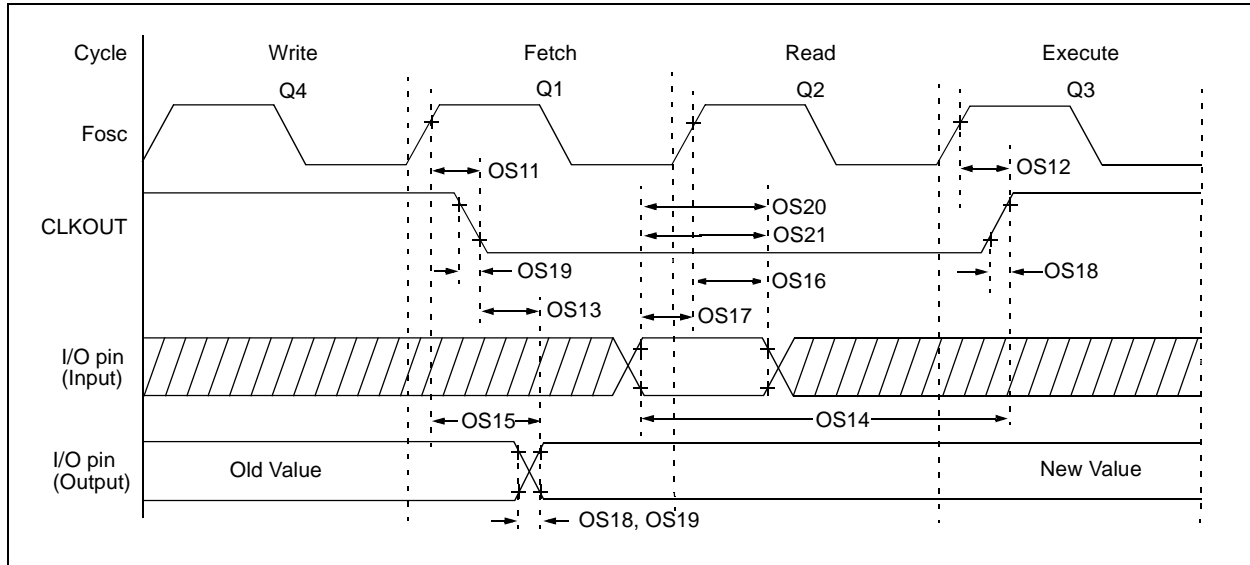 Cycle Write Fetch Read Execute
Q4 Q1 Q2 Q3
Fosc
OS11 OS12
OS20
CLKOUT OS21
OS19 OS18
OS16
OS13 OS17
I/O pin
(Input)
OS15 OS14
I/O pin
(Output) Old Value New Value
OS18, OS19